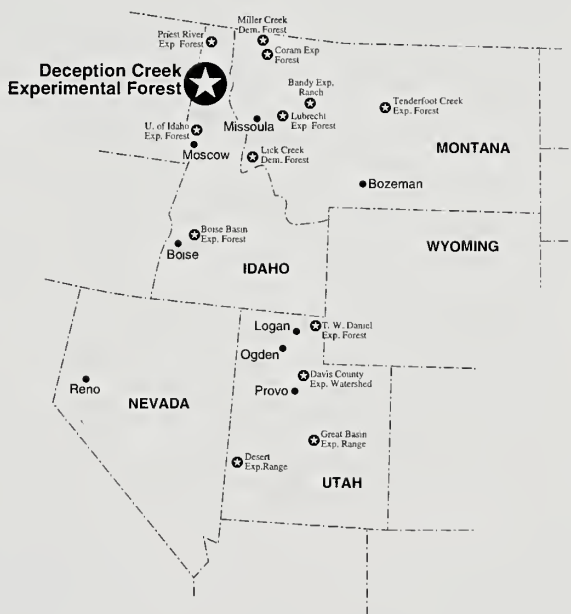 Miller Creek
Dem. Forest
Priest River
Exp. Forest
Coram Exp
Forest
Deception Creek
Experimental Forest
Bandy Exp.
Ranch
Tenderfoot Creek
Exp. Forest
Lubrecht
Exp Forest
Missoula
U. of Idaho
Exp. Forest
Moscow
Lick Creek
Dem. Forest
MONTANA
Bozeman
Boise Basin
Exp. Forest
Boise
WYOMING
IDAHO
Logan
T. W. Daniel
Exp. Forest
Ogden
Davis County
Exp. Watershed
Provo
Reno
NEVADA
Great Basin
Exp. Range
Desert
Exp.Range
UTAH